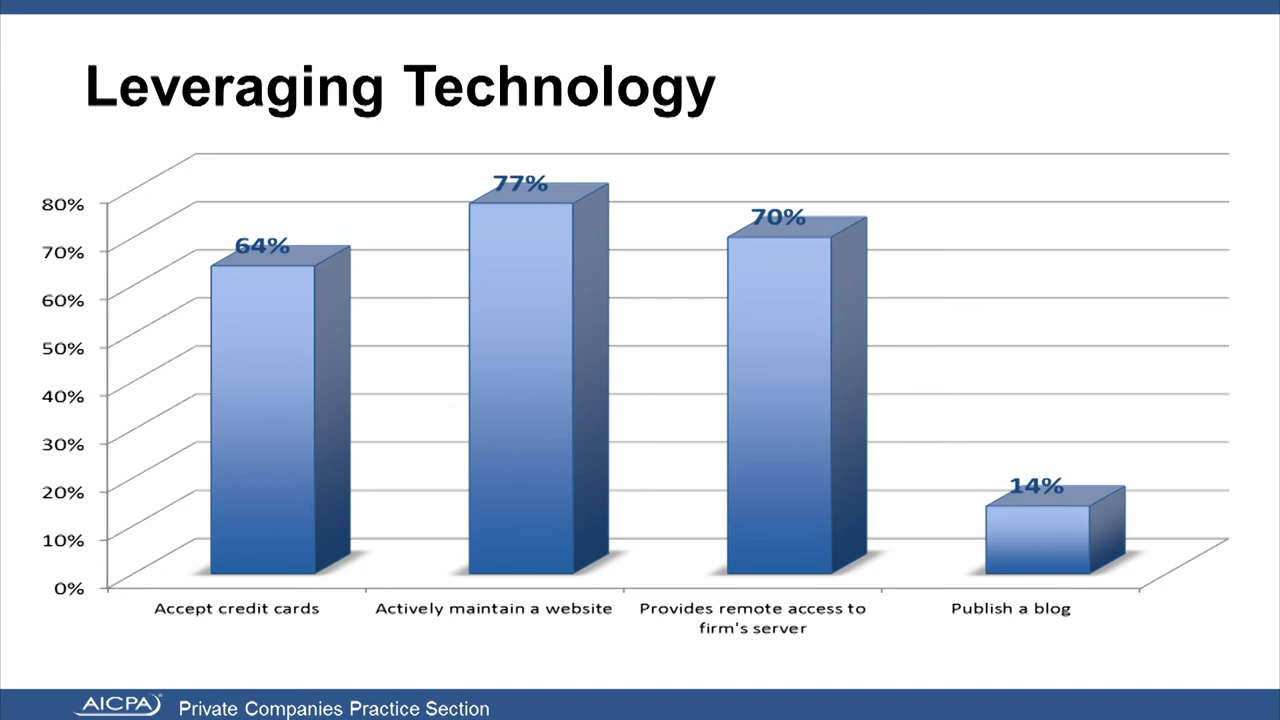 Leveraging Technology
77%
70%
64%
14%
80%
70%
60%
50%
40%
30%
20%
10%
0%
Accept credit cards
Actively maintain a website
Provides remote access to
firm's server
Publish a blog
AICPA®
Private Companies Practice Section